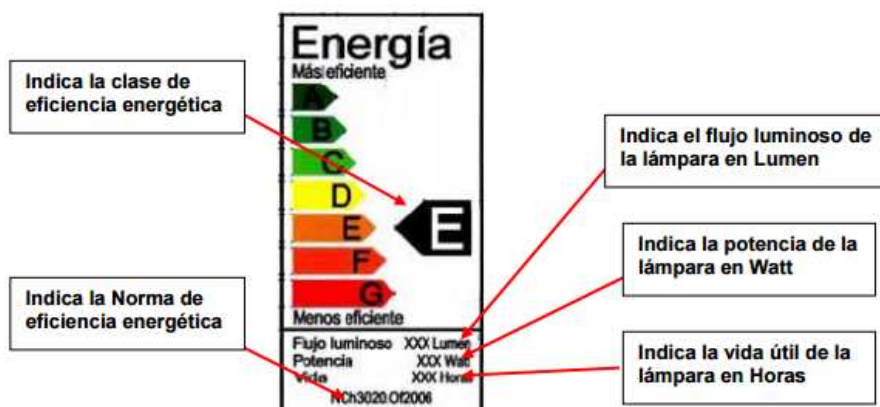 Energía
Más eficiente
A
B
C
D
E
F
G
E
Menos eficiente
Flujo luminoso XXX Lumen
Potencia XXX Watt
Vida XXX Horas
NCh3020.Of2006
Indica la clase de
eficiencia energética
Indica la Norma de
eficiencia energética
Indica el flujo luminoso de
la lámpara en Lumen
Indica la potencia de la
lámpara en Watt
Indica la vida útil de la
lámpara en Horas